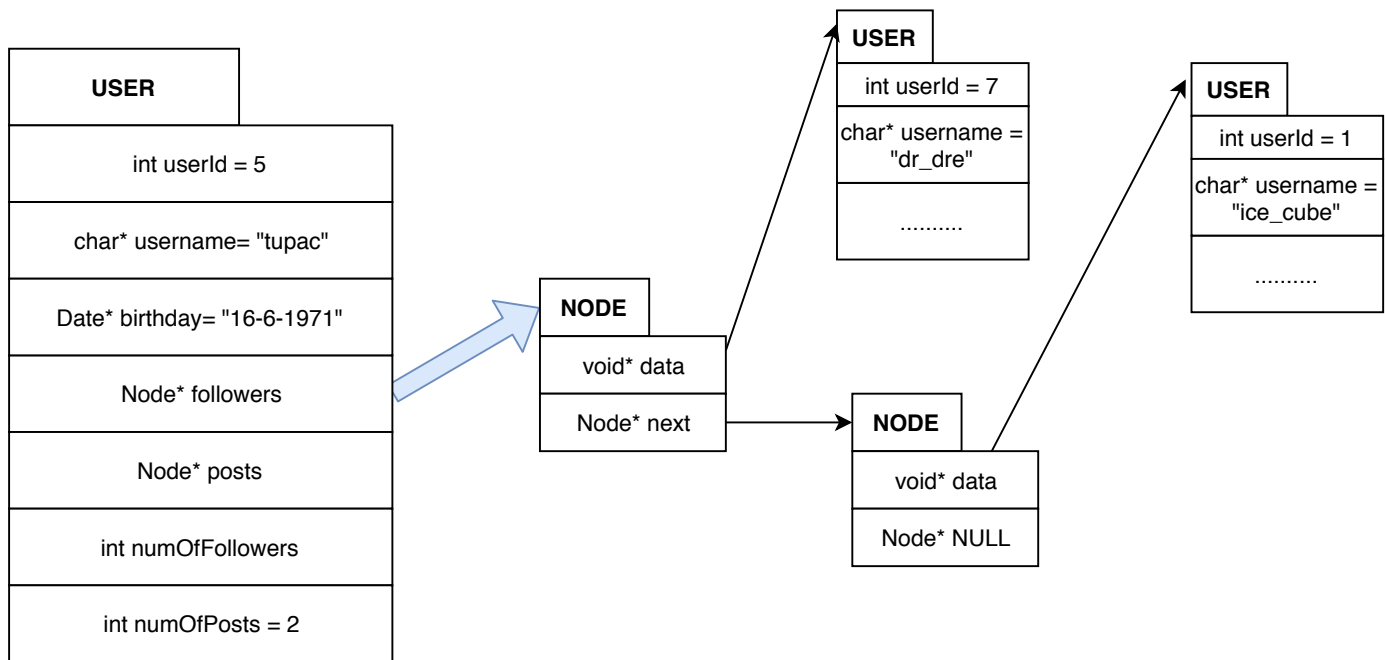 USER
int userId = 5
char* username= "tupac"
Date* birthday= "16-6-1971"
Node* followers
Node* posts
int numOfFollowers
int numOfPosts = 2
NODE
void* data
Node* next
USER
int userId = 7
char* username =
"dr_dre"
..........
NODE
void* data
Node* NULL
USER
int userId = 1
char* username =
"ice_cube"
..........